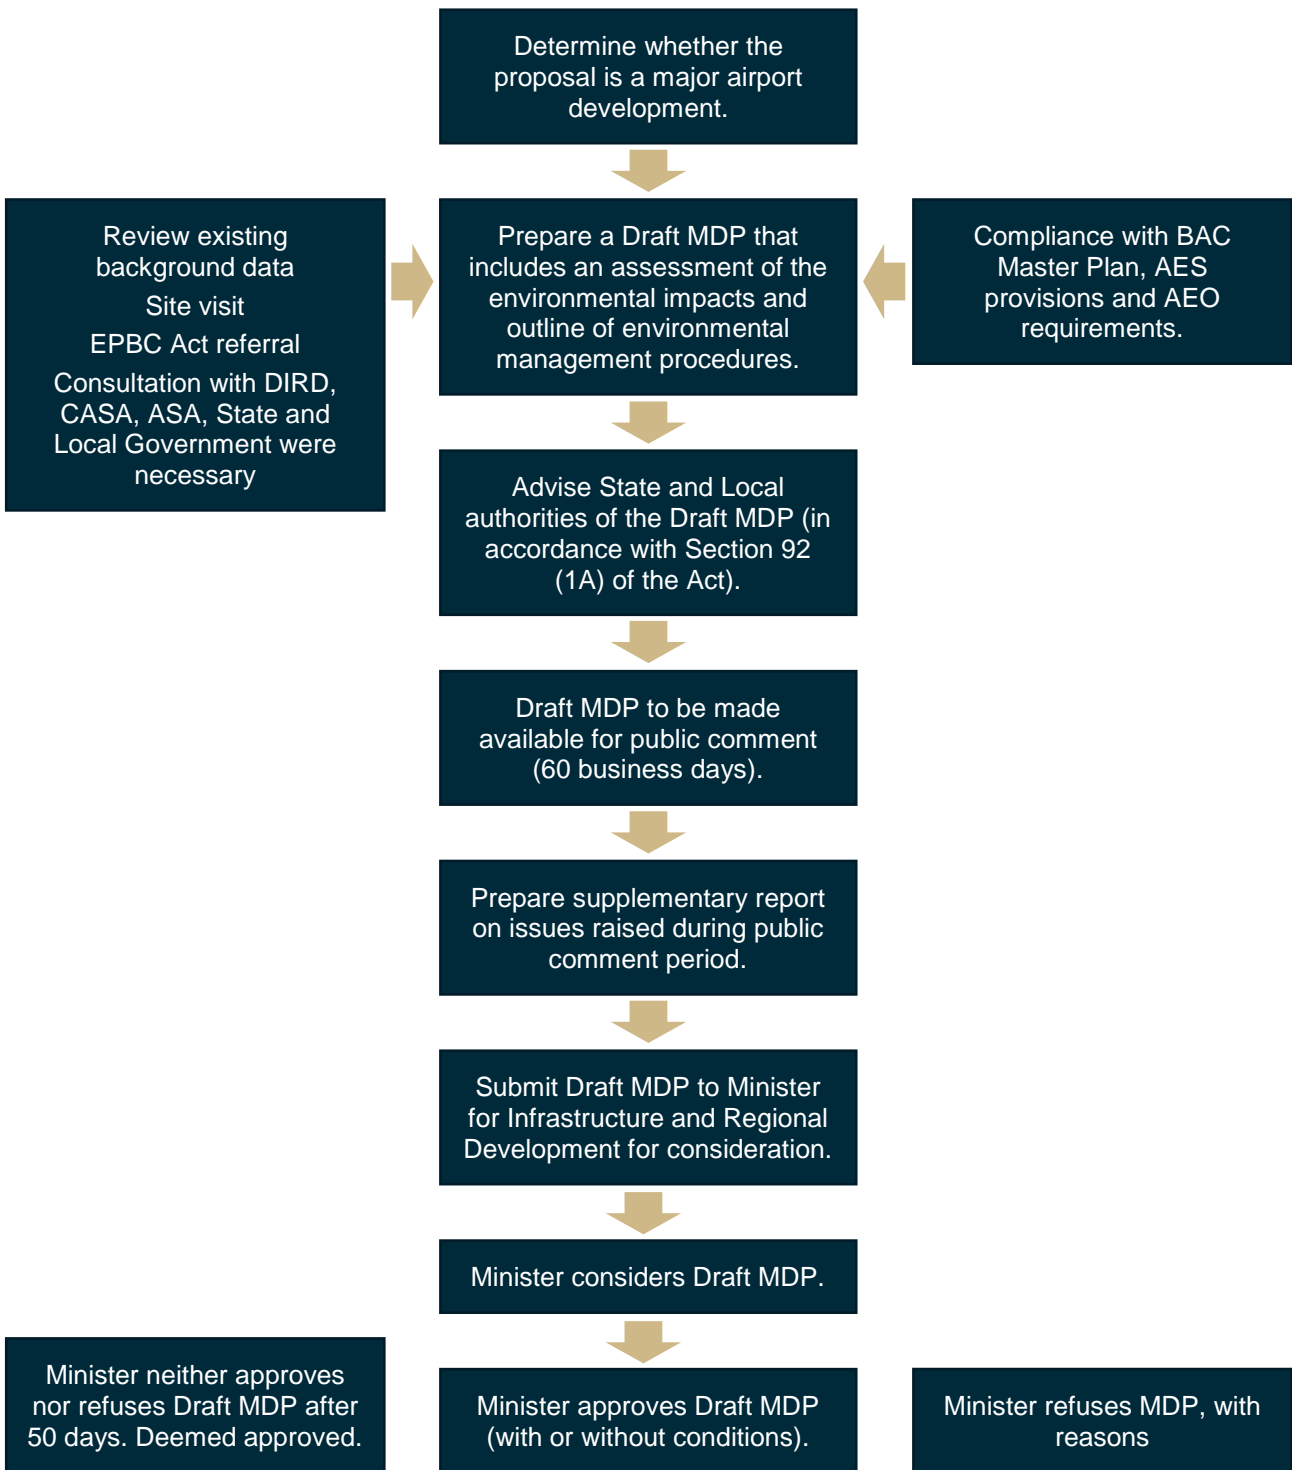 Determine whether the
proposal is a major airport
development.
Review existing
background data
Site visit
EPBC Act referral
Consultation with DIRD,
CASA, ASA, State and
Local Government were
necessary
Prepare a Draft MDP that
includes an assessment of the
environmental impacts and
outline of environmental
management procedures.
Compliance with BAC
Master Plan, AES
provisions and AEO
requirements.
Advise State and Local
authorities of the Draft MDP (in
accordance with Section 92
(1A) of the Act).
Draft MDP to be made
available for public comment
(60 business days).
Prepare supplementary report
on issues raised during public
comment period.
Submit Draft MDP to Minister
for Infrastructure and Regional
Development for consideration.
Minister considers Draft MDP.
Minister neither approves
nor refuses Draft MDP after
50 days. Deemed approved.
Minister approves Draft MDP
(with or without conditions).
Minister refuses MDP, with
reasons